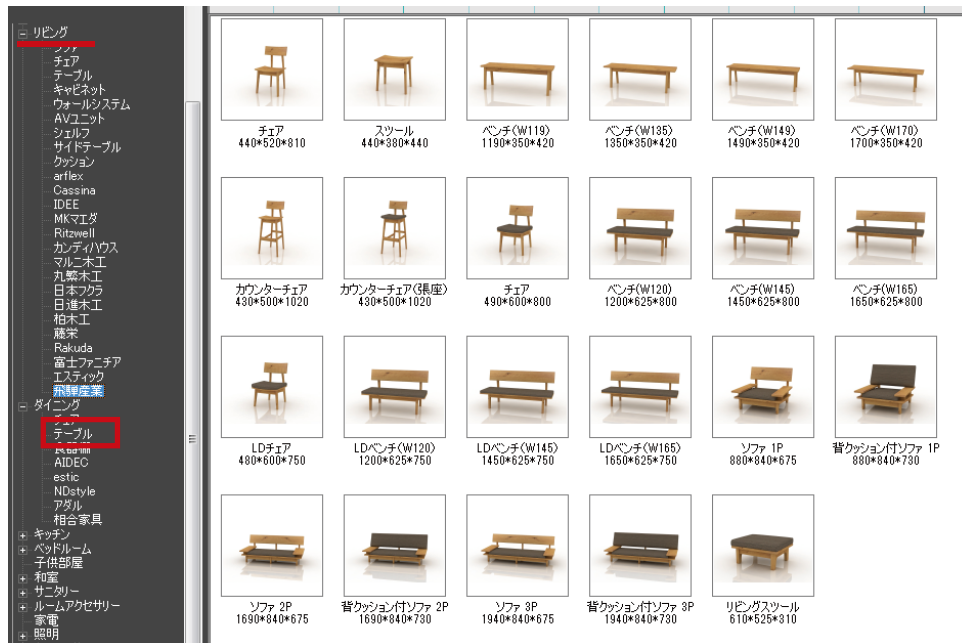 リビング
ソファ
チェア
テーブル
キャビネット
ウォールシステム
AVユニット
シェルフ
サイドテーブル
クッション
arflex
Cassina
IDEE
MKマエダ
Ritzwell
カンディハウス
マルニ木工
丸繁木工
日本フクラ
日進木工
柏木工
藤栄
Rakuda
冨士ファニチア
エスティック
飛騨産業
ダイニング
チェア
テーブル
食器棚
AIDEC
estic
NDstyle
アダル
相合家具
キッチン
ベッドルーム
子供部屋
和室
サニタリー
ルームアクセサリー
家電
照明
チェア
440*520*810
スツール
440*380*440
ベンチ(W119)
1190*350*420
ベンチ(W135)
1350*350*420
ベンチ(W149)
1490*350*420
ベンチ(W170)
1700*350*420
カウンターチェア
430*500*1020
カウンターチェア(張座)
430*500*1020
チェア
490*600*800
ベンチ(W120)
1200*625*800
ベンチ(W145)
1450*625*800
ベンチ(W165)
1650*625*800
LDチェア
480*600*750
LDベンチ(W120)
1200*625*750
LDベンチ(W145)
1450*625*750
LDベンチ(W165)
1650*625*750
ソファ 1P
880*840*675
背クッション付ソファ 1P
880*840*730
ソファ 2P
1690*840*675
背クッション付ソファ 2P
1690*840*730
ソファ 3P
1940*840*675
背クッション付ソファ 3P
1940*840*730
リビングスツール
610*525*310